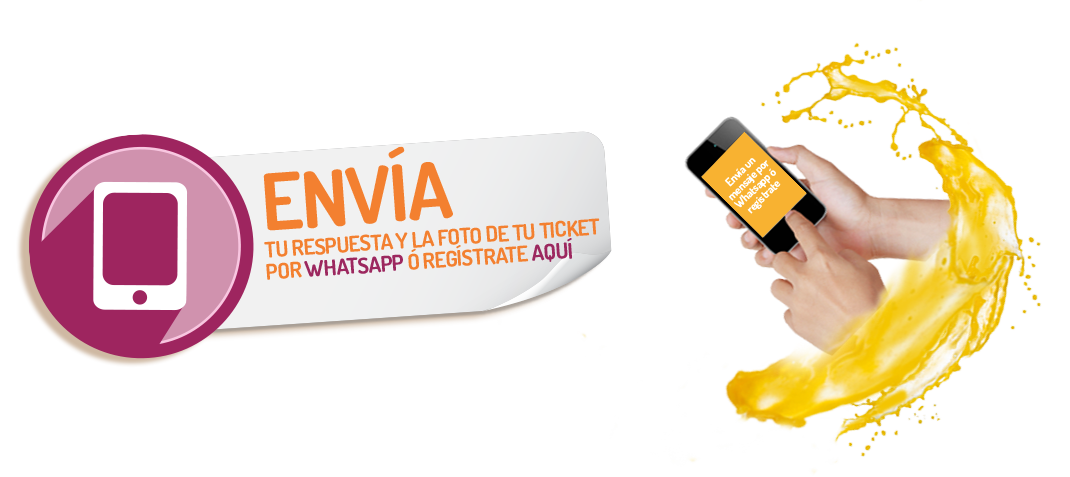 ENVÍA
TU RESPUESTA Y LA FOTO DE TU TICKET
POR WHATSAPP Ó REGÍSTRATE AQUÍ
Envía un
mensaje por
Whatsapp ó
regístrate